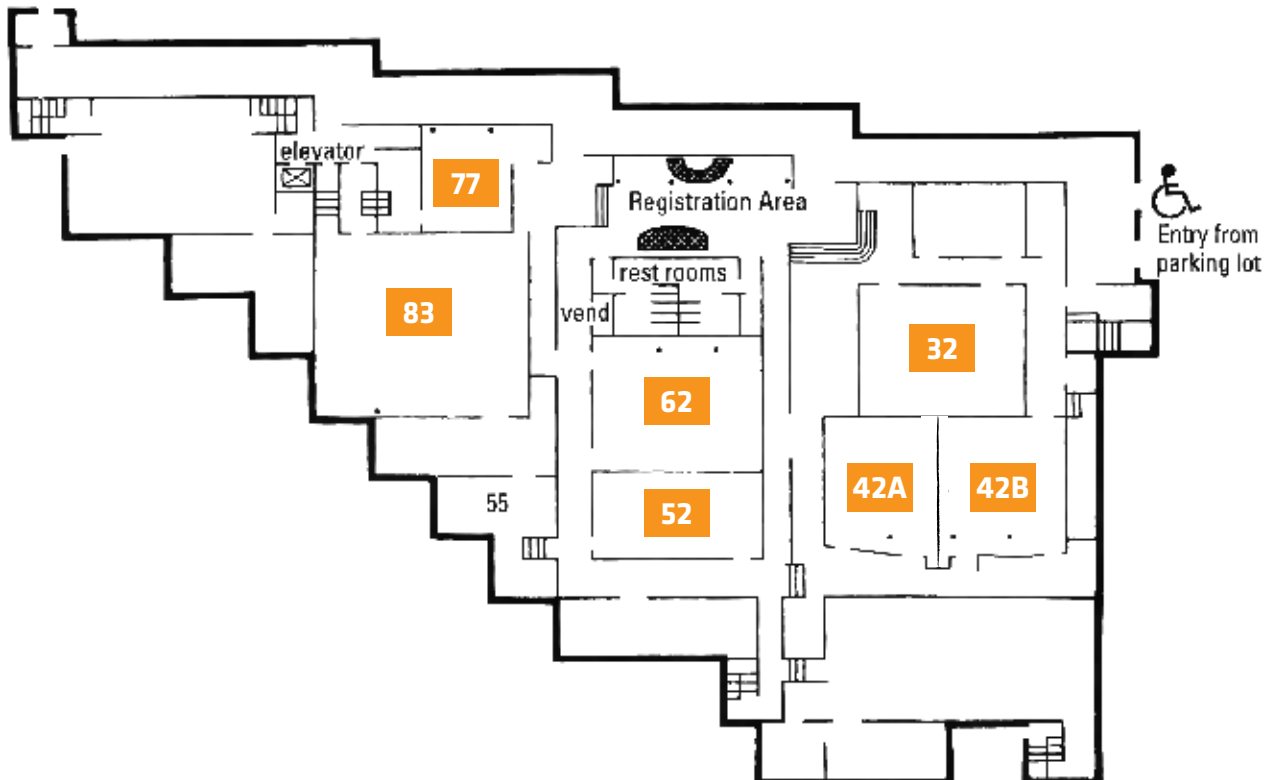 elevator
77
Registration Area
Entry from
parking lot
rest rooms
83
vend
32
62
42A
42B
55
52